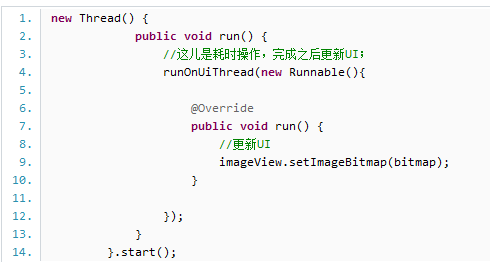 1. new Thread() {
2. public void run() {
3. //这儿是耗时操作，完成之后更新UI；
4. runOnUiThread(new Runnable(){
5.
6. @Override
7. public void run() {
8. //更新UI
9. imageView.setImageBitmap(bitmap);
10. }
11.
12. });
13. }
14. }.start();